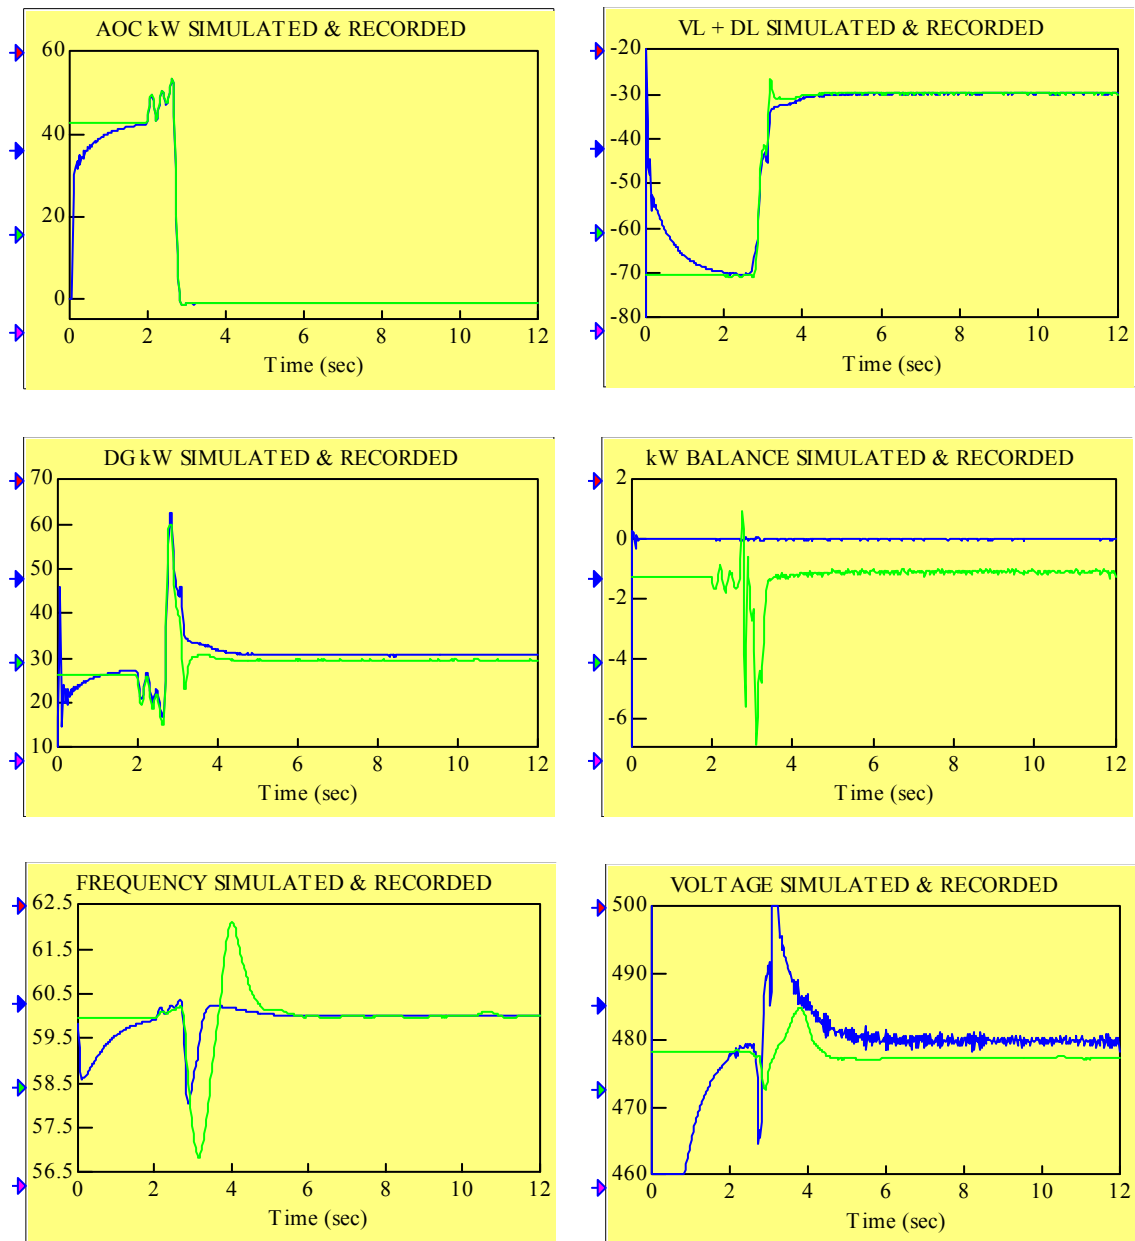 AOC kW SIMULATED & RECORDED
60
40
20
0
0 2 4 6 8 10 12
Time (sec)
VL + DL SIMULATED & RECORDED
-20
-30
-40
-50
-60
-70
-80
0 2 4 6 8 10 12
Time (sec)
DG kW SIMULATED & RECORDED
70
60
50
40
30
20
10
0 2 4 6 8 10 12
Time (sec)
kW BALANCE SIMULATED & RECORDED
2
0
-2
-4
-6
0 2 4 6 8 10 12
Time (sec)
FREQUENCY SIMULATED & RECORDED
62.5
61.5
60.5
59.5
58.5
57.5
56.5
0 2 4 6 8 10 12
Time (sec)
VOLTAGE SIMULATED & RECORDED
500
490
480
470
460
0 2 4 6 8 10 12
Time (sec)